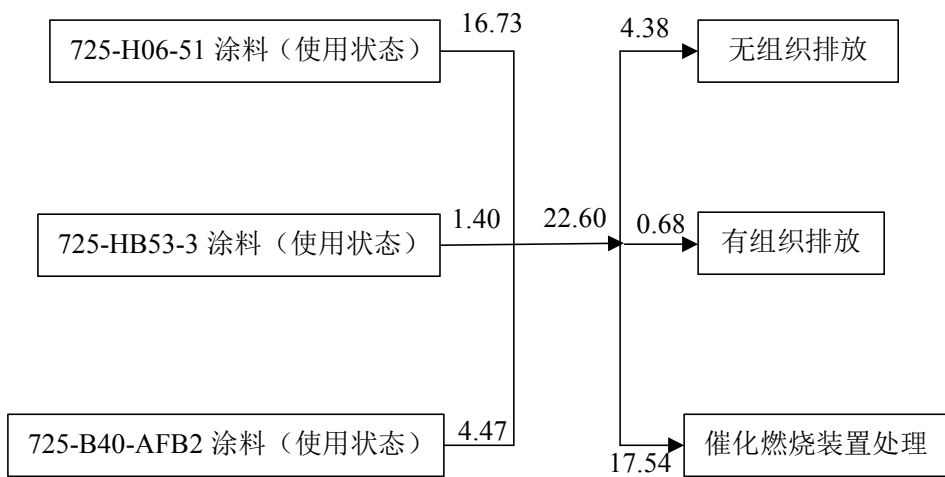 725-H06-51 涂料（使用状态）
16.73
4.38
无组织排放
725-HB53-3 涂料（使用状态）
1.40
22.60
0.68
有组织排放
725-B40-AFB2 涂料（使用状态）
4.47
17.54
催化燃烧装置处理